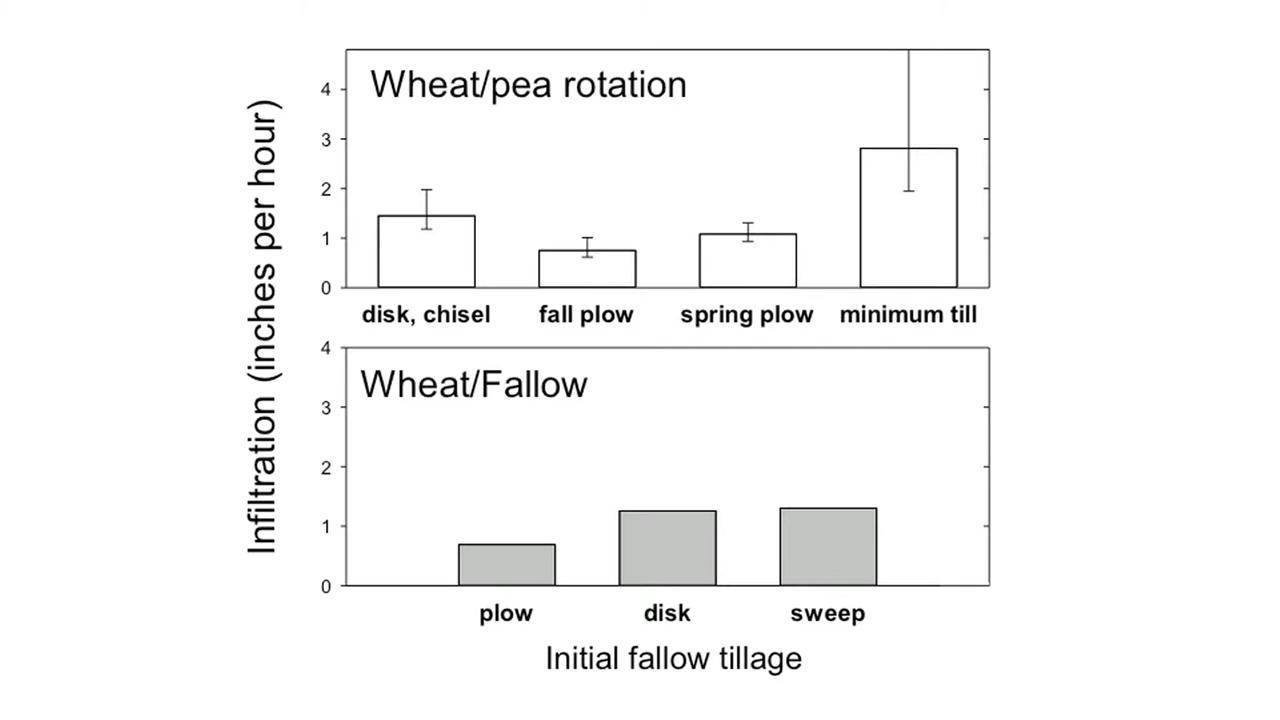 Infiltration (inches per hour)
Wheat/pea rotation
4
3
2
1
0
disk, chisel fall plow spring plow minimum till
Wheat/Fallow
4
3
2
1
0
plow disk sweep
Initial fallow tillage